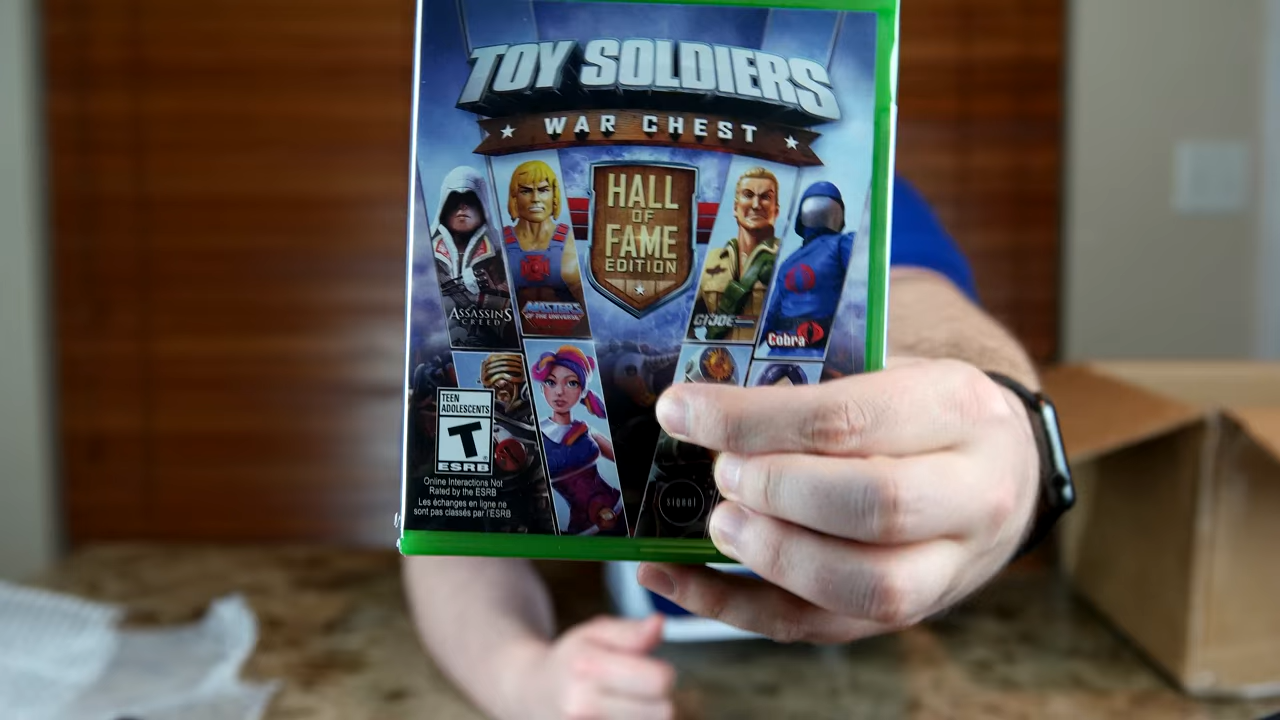 TOY SOLDIERS
WAR CHEST
HALL
OF
FAME
EDITION
ASSASSIN'S
CREED
MASTERS
OF THE UNIVERSE
G.I.JOE
Cobra
TEEN
ADOLESCENTS
T
ESRB
Online Interactions Not
Rated by the ESRB
Les échanges en ligne ne
sont pas classés par l'ESRB
signal